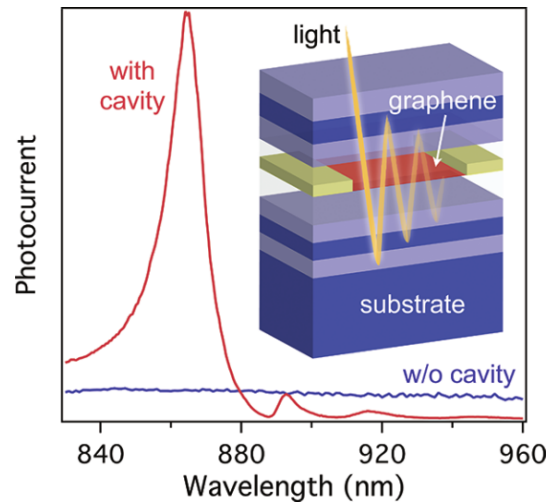 light
with
cavity
graphene
Photocurrent
substrate
w/o cavity
840
880
920
960
Wavelength (nm)